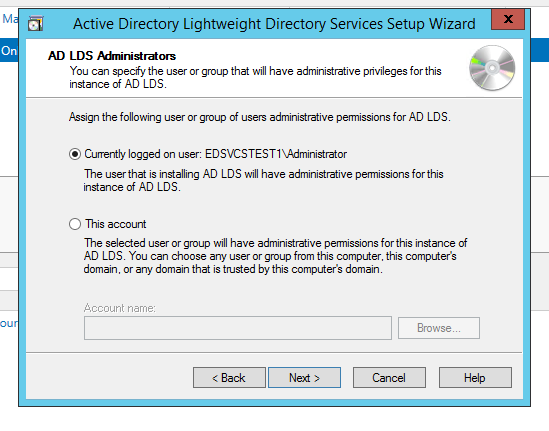 Ma
Active Directory Lightweight Directory Services Setup Wizard
x
On
AD LDS Administrators
You can specify the user or group that will have administrative privileges for this
instance of AD LDS.
Assign the following user or group of users administrative permissions for AD LDS.
Currently logged on user: EDSVCSTEST1\Administrator
The user that is installing AD LDS will have administrative permissions for this
instance of AD LDS.
This account
The selected user or group will have administrative permissions for this instance of
AD LDS. You can choose any user or group from this computer, this computer's
domain, or any domain that is trusted by this computer's domain.
Account name:
our
Browse...
< Back Next > Cancel Help